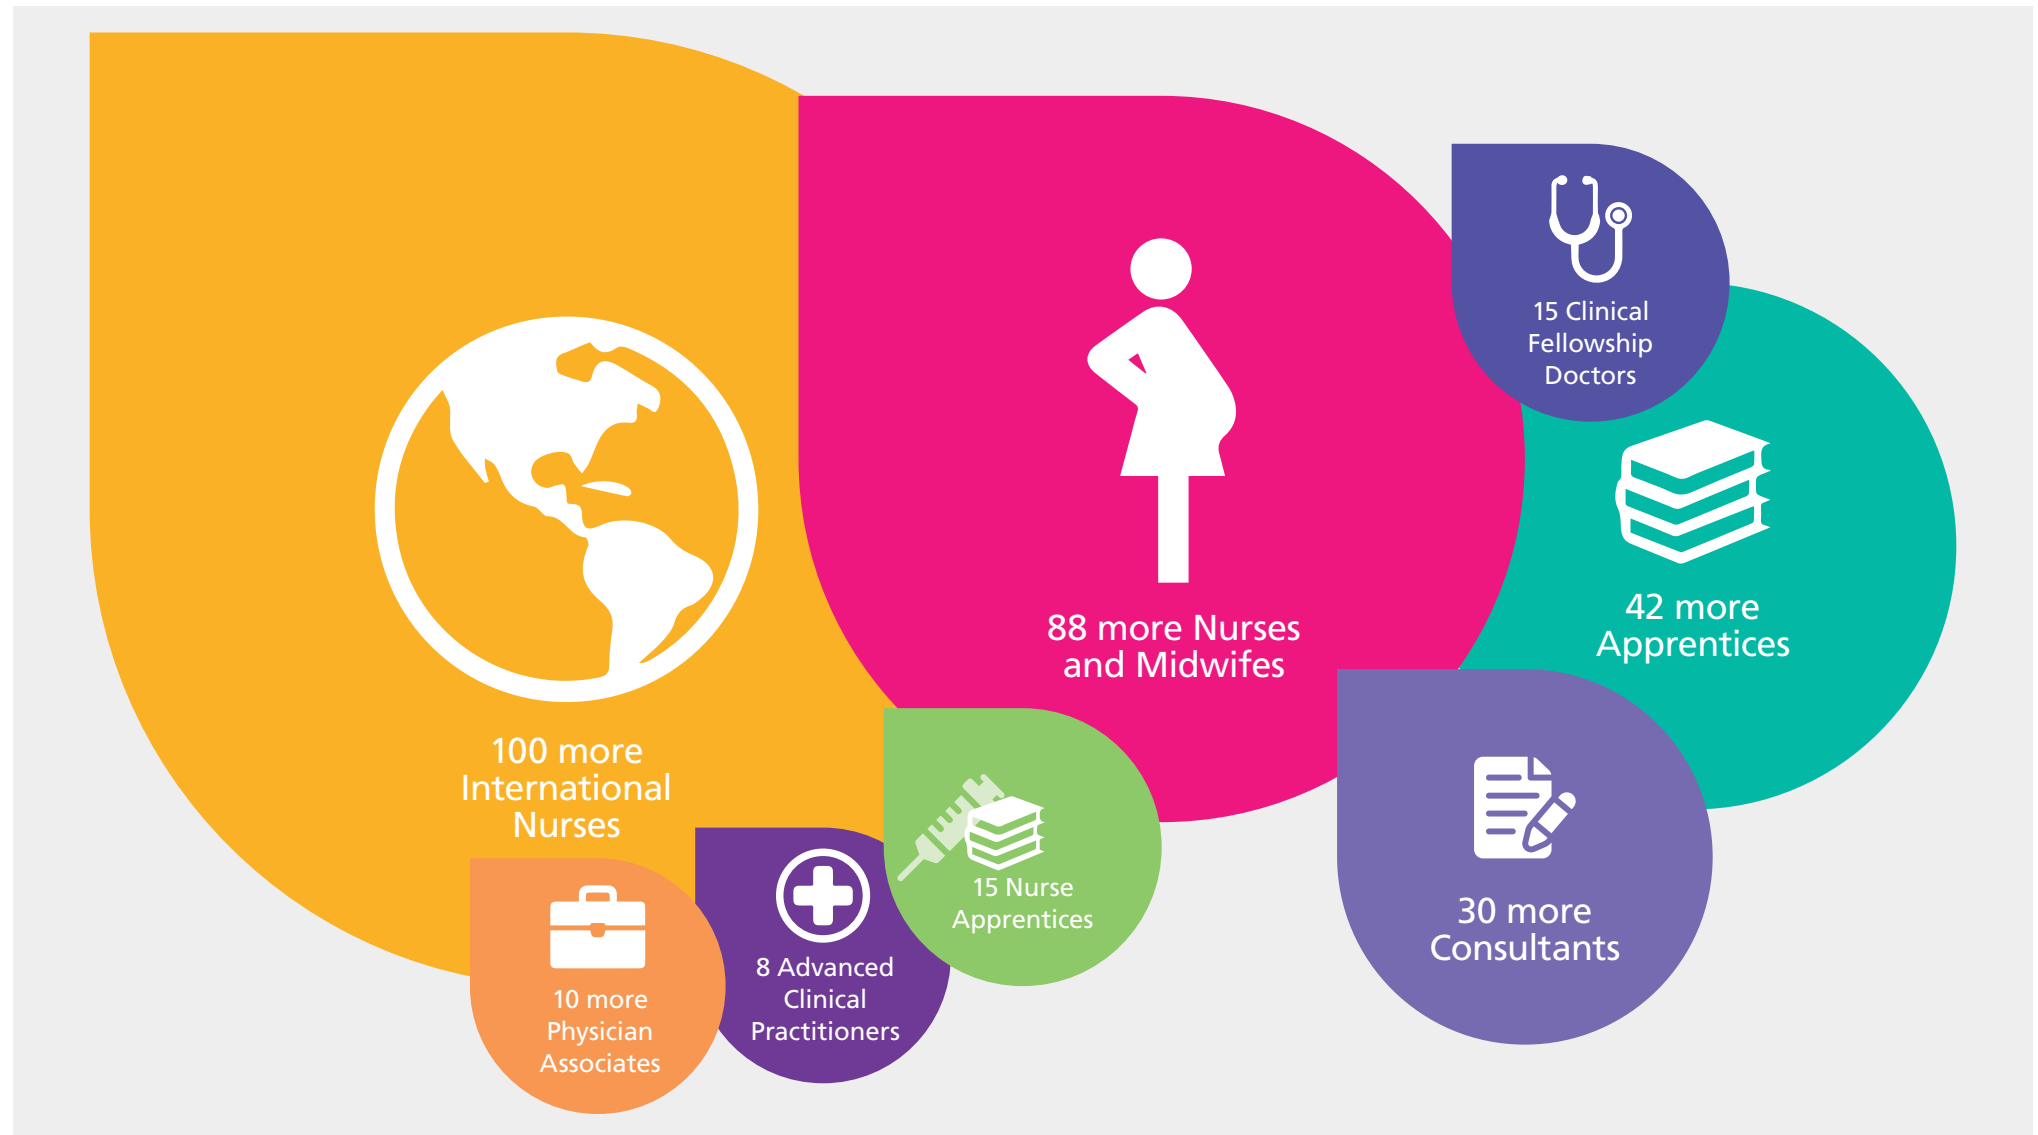 100 more
International
Nurses
88 more Nurses
and Midwifes
15 Clinical
Fellowship
Doctors
42 more
Apprentices
10 more
Physician
Associates
8 Advanced
Clinical
Practitioners
15 Nurse
Apprentices
30 more
Consultants